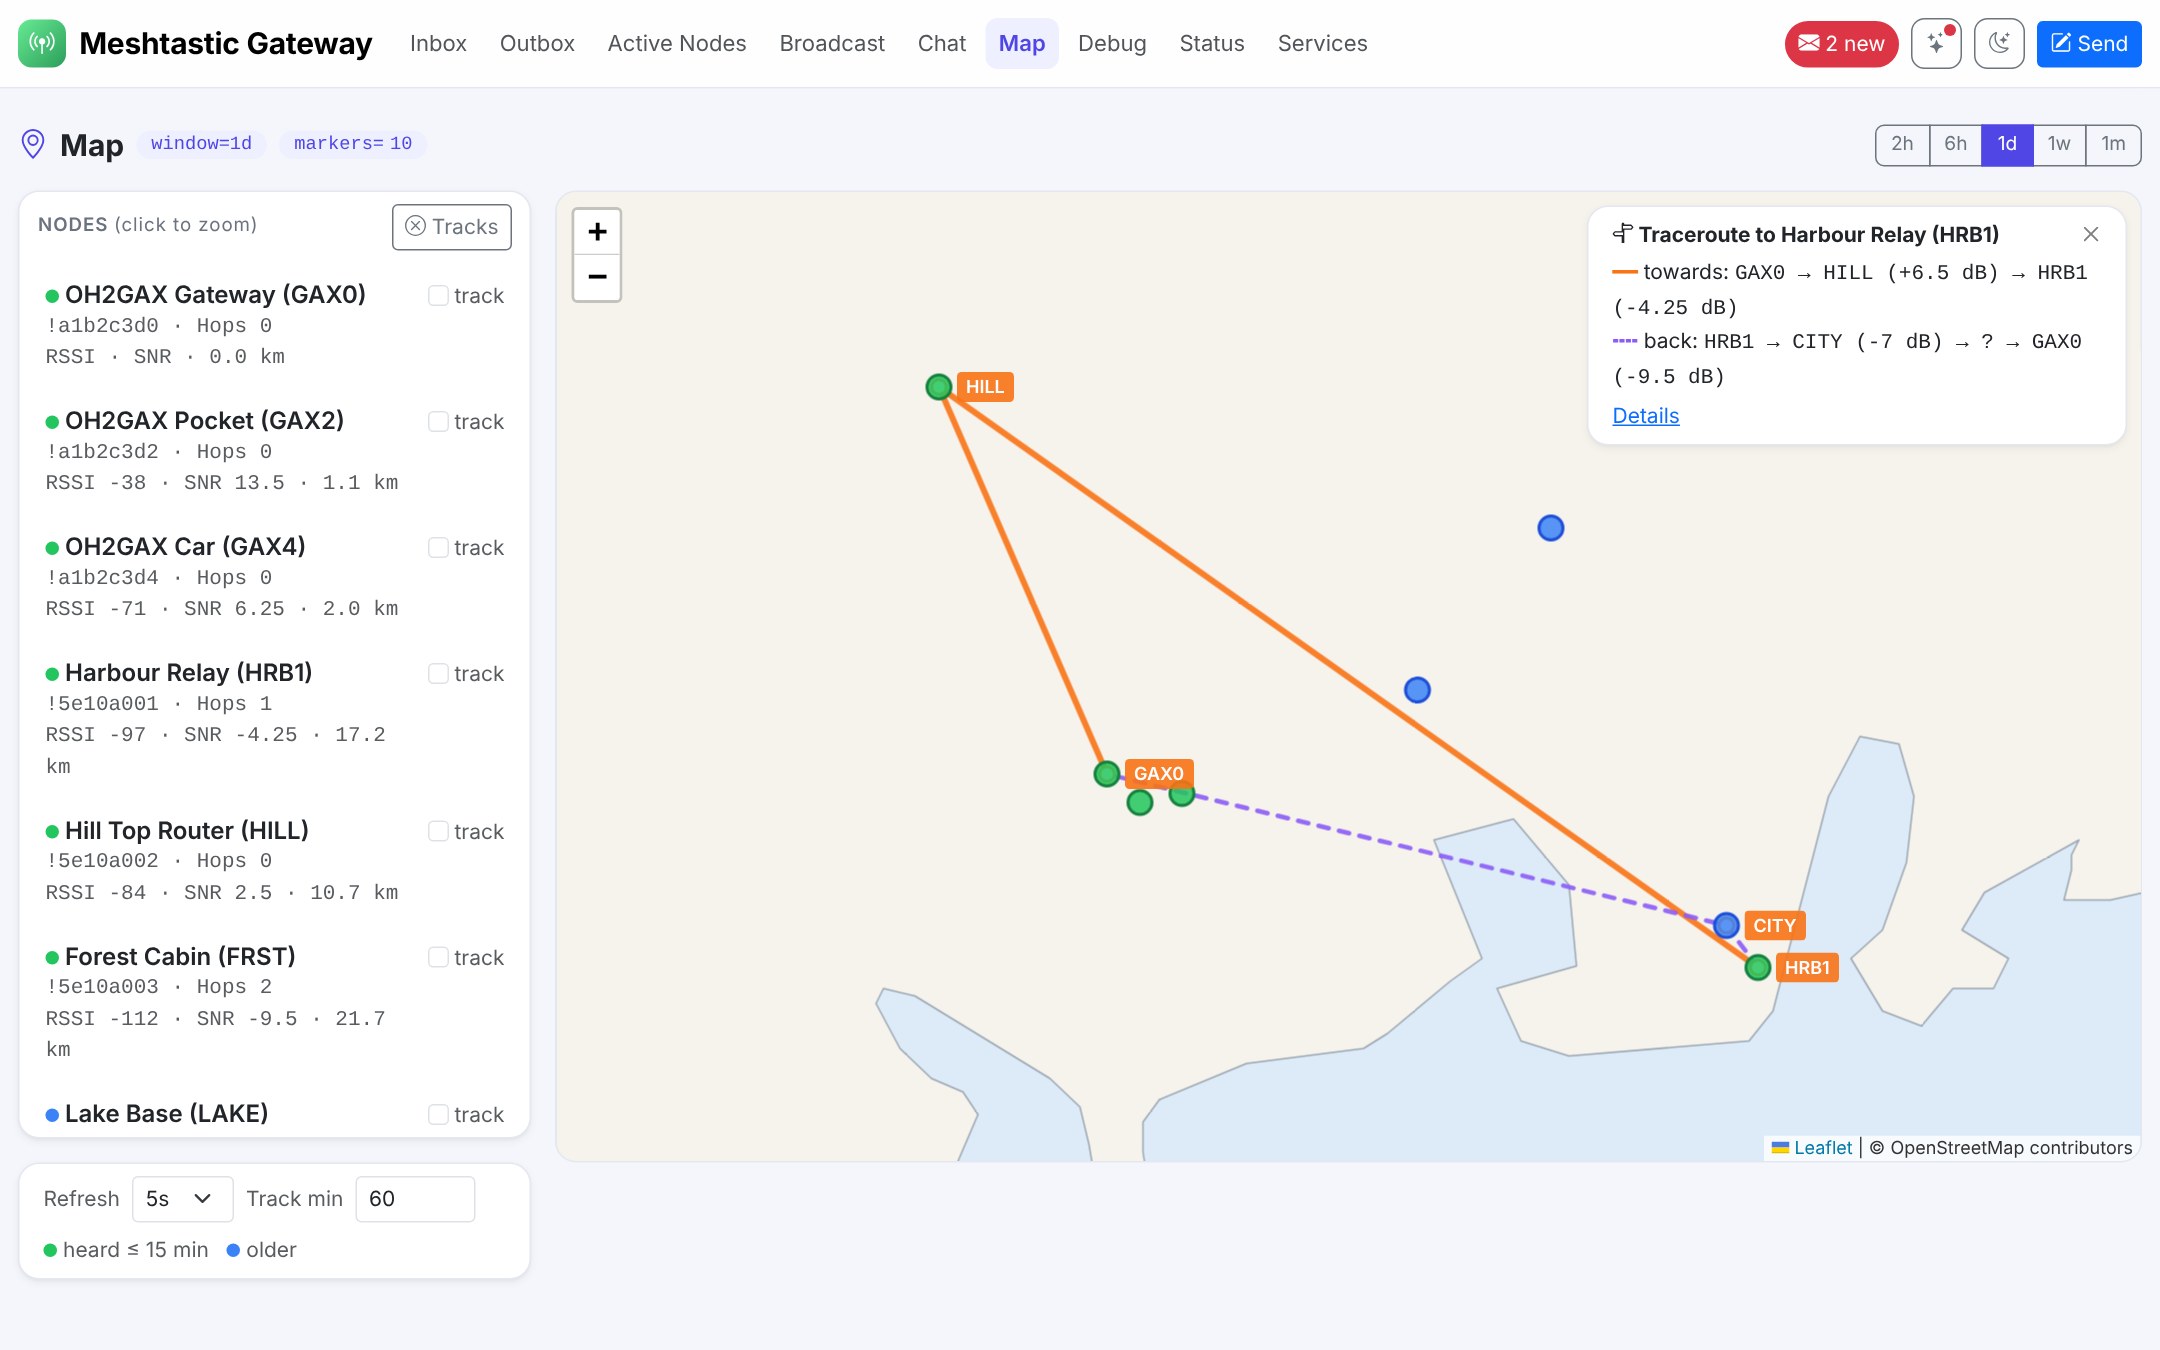 Meshtastic Gateway
Inbox
Outbox
Active Nodes
Broadcast
Chat
Map
Debug
Status
Services
2 new
Send
Map
window=1d
markers= 10
2h
6h
1d
1w
1m
NODES (click to zoom)
Tracks
OH2GAX Gateway (GAX0)
track
!a1b2c3d0 · Hops 0
RSSI · SNR · 0.0 km
OH2GAX Pocket (GAX2)
track
!a1b2c3d2 · Hops 0
RSSI -38 · SNR 13.5 · 1.1 km
OH2GAX Car (GAX4)
track
!a1b2c3d4 · Hops 0
RSSI -71 · SNR 6.25 · 2.0 km
Harbour Relay (HRB1)
track
!5e10a001 · Hops 1
RSSI -97 · SNR -4.25 · 17.2
km
Hill Top Router (HILL)
track
!5e10a002 · Hops 0
RSSI -84 · SNR 2.5 · 10.7 km
Forest Cabin (FRST)
track
!5e10a003 · Hops 2
RSSI -112 · SNR -9.5 · 21.7
km
Lake Base (LAKE)
track
Refresh
5s
Track min
60
heard ≤ 15 min
older
+
−
HILL
GAX0
CITY
HRB1
Traceroute to Harbour Relay (HRB1)
towards: GAX0 → HILL (+6.5 dB) → HRB1
(-4.25 dB)
back: HRB1 → CITY (-7 dB) → ? → GAX0
(-9.5 dB)
Details
Leaflet | © OpenStreetMap contributors